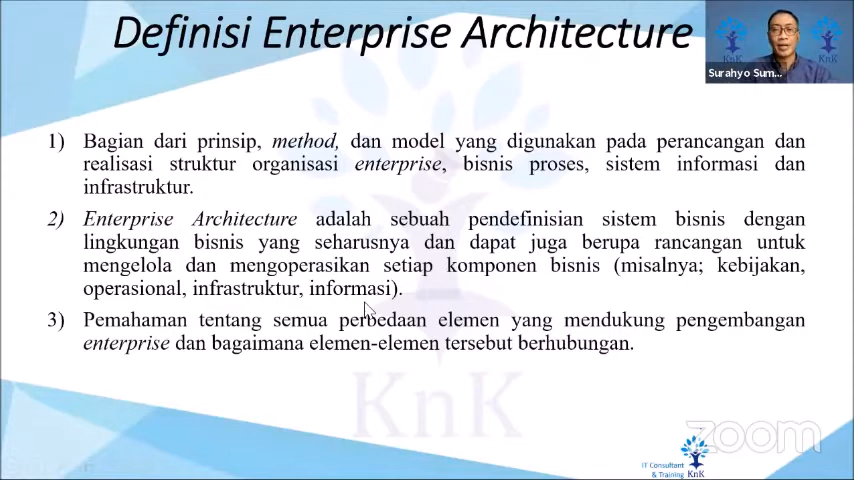 Definisi Enterprise Architecture
KnK
KnK
Surahyo Sum...
1) Bagian dari prinsip, method, dan model yang digunakan pada perancangan dan
realisasi struktur organisasi enterprise, bisnis proses, sistem informasi dan
infrastruktur.
2) Enterprise Architecture adalah sebuah pendefinisian sistem bisnis dengan
lingkungan bisnis yang seharusnya dan dapat juga berupa rancangan untuk
mengelola dan mengoperasikan setiap komponen bisnis (misalnya; kebijakan,
operasional, infrastruktur, informasi).
3) Pemahaman tentang semua perbedaan elemen yang mendukung pengembangan
enterprise dan bagaimana elemen-elemen tersebut berhubungan.
KnK
zoom
IT Consultant
& Training KnK